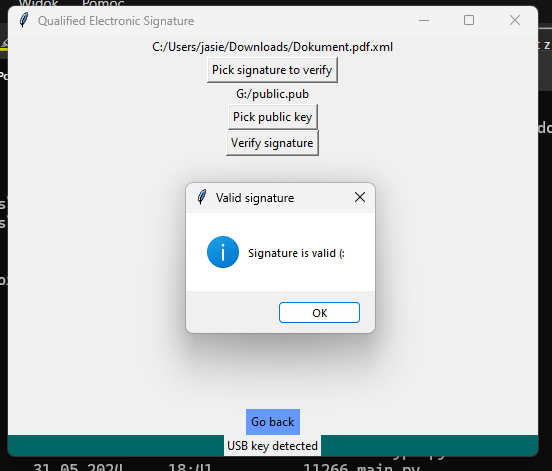 Widok Pomoc
Qualified Electronic Signature
C:/Users/jasie/Downloads/Dokument.pdf.xml
Pick signature to verify
G:/public.pub
Pick public key
Verify signature
Valid signature
Signature is valid (:
OK
Go back
USB key detected
31.05.2024 18:41 11266 main.py